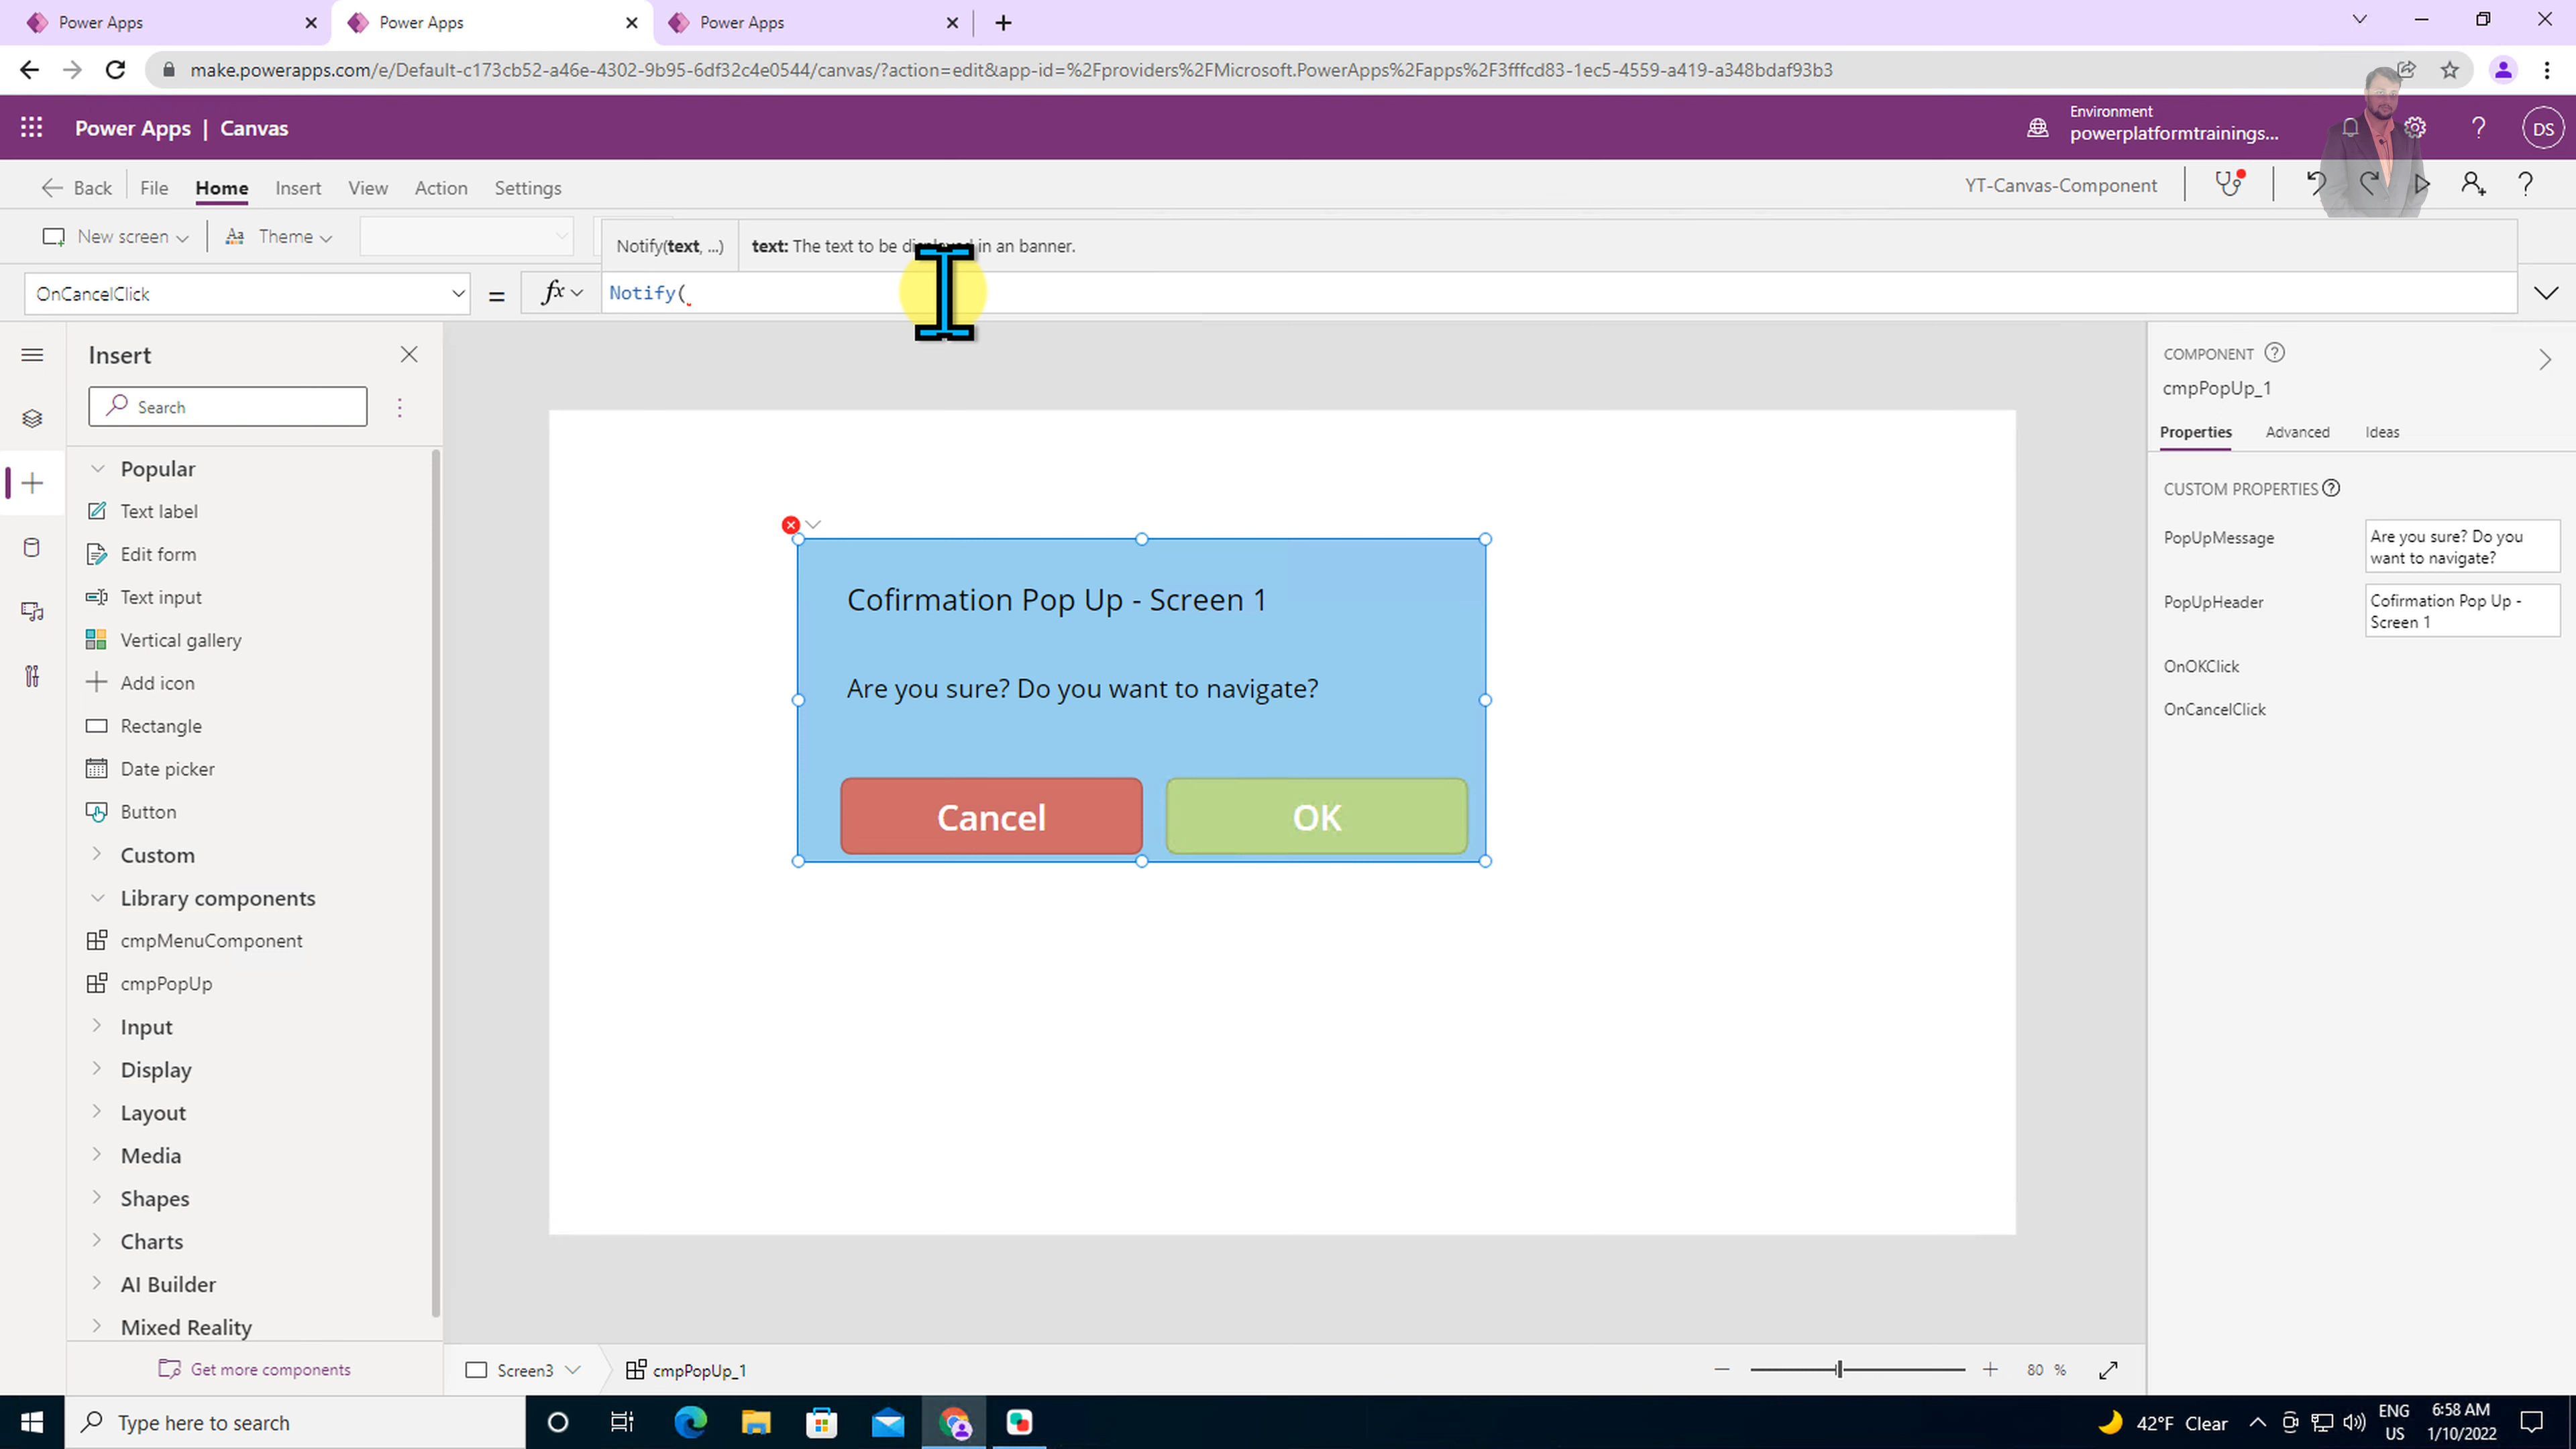 Power Apps
Power Apps
Power Apps
make.powerapps.com/e/Default-c173cb52-a46e-4302-9b95-6df32c4e0544/canvas/?action=edit&app-id=%2Fproviders%2FMicrosoft.PowerApps%2Fapps%2F3fffcd83-1ec5-4559-a419-a348bdaf93b3
Power Apps | Canvas
Environment
powerplatformtrainings...
DS
Back
File
Home
Insert
View
Action
Settings
YT-Canvas-Component
New screen
Theme
Notify(text, ...)
text: The text to be displayed in an banner.
OnCancelClick
=
fx
Notify(
Insert
Search
Popular
Text label
Edit form
Text input
Vertical gallery
Add icon
Rectangle
Date picker
Button
Custom
Library components
cmpMenuComponent
cmpPopUp
Input
Display
Layout
Media
Shapes
Charts
AI Builder
Mixed Reality
Get more components
Cofirmation Pop Up - Screen 1
Are you sure? Do you want to navigate?
Cancel
OK
COMPONENT
cmpPopUp_1
Properties
Advanced
Ideas
CUSTOM PROPERTIES
PopUpMessage
Are you sure? Do you
want to navigate?
PopUpHeader
Cofirmation Pop Up -
Screen 1
OnOKClick
OnCancelClick
Screen3
cmpPopUp_1
80 %
Type here to search
42°F Clear
ENG
US
6:58 AM
1/10/2022